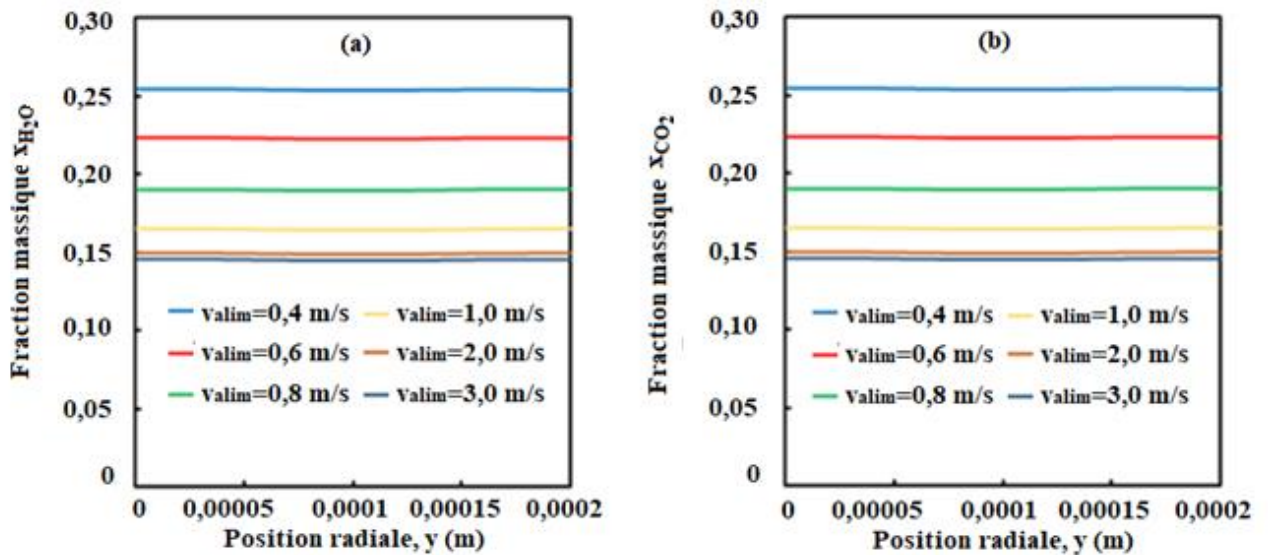 (a)
Fraction massique x_H₂O
0,30
0,25
0,20
0,15
0,10
0,05
0
valim=0,4 m/s valim=1,0 m/s
valim=0,6 m/s valim=2,0 m/s
valim=0,8 m/s valim=3,0 m/s
0 0,00005 0,0001 0,00015 0,0002
Position radiale, y (m)
(b)
Fraction massique x_CO₂
0,30
0,25
0,20
0,15
0,10
0,05
0
valim=0,4 m/s valim=1,0 m/s
valim=0,6 m/s valim=2,0 m/s
valim=0,8 m/s valim=3,0 m/s
0 0,00005 0,0001 0,00015 0,0002
Position radiale, y (m)